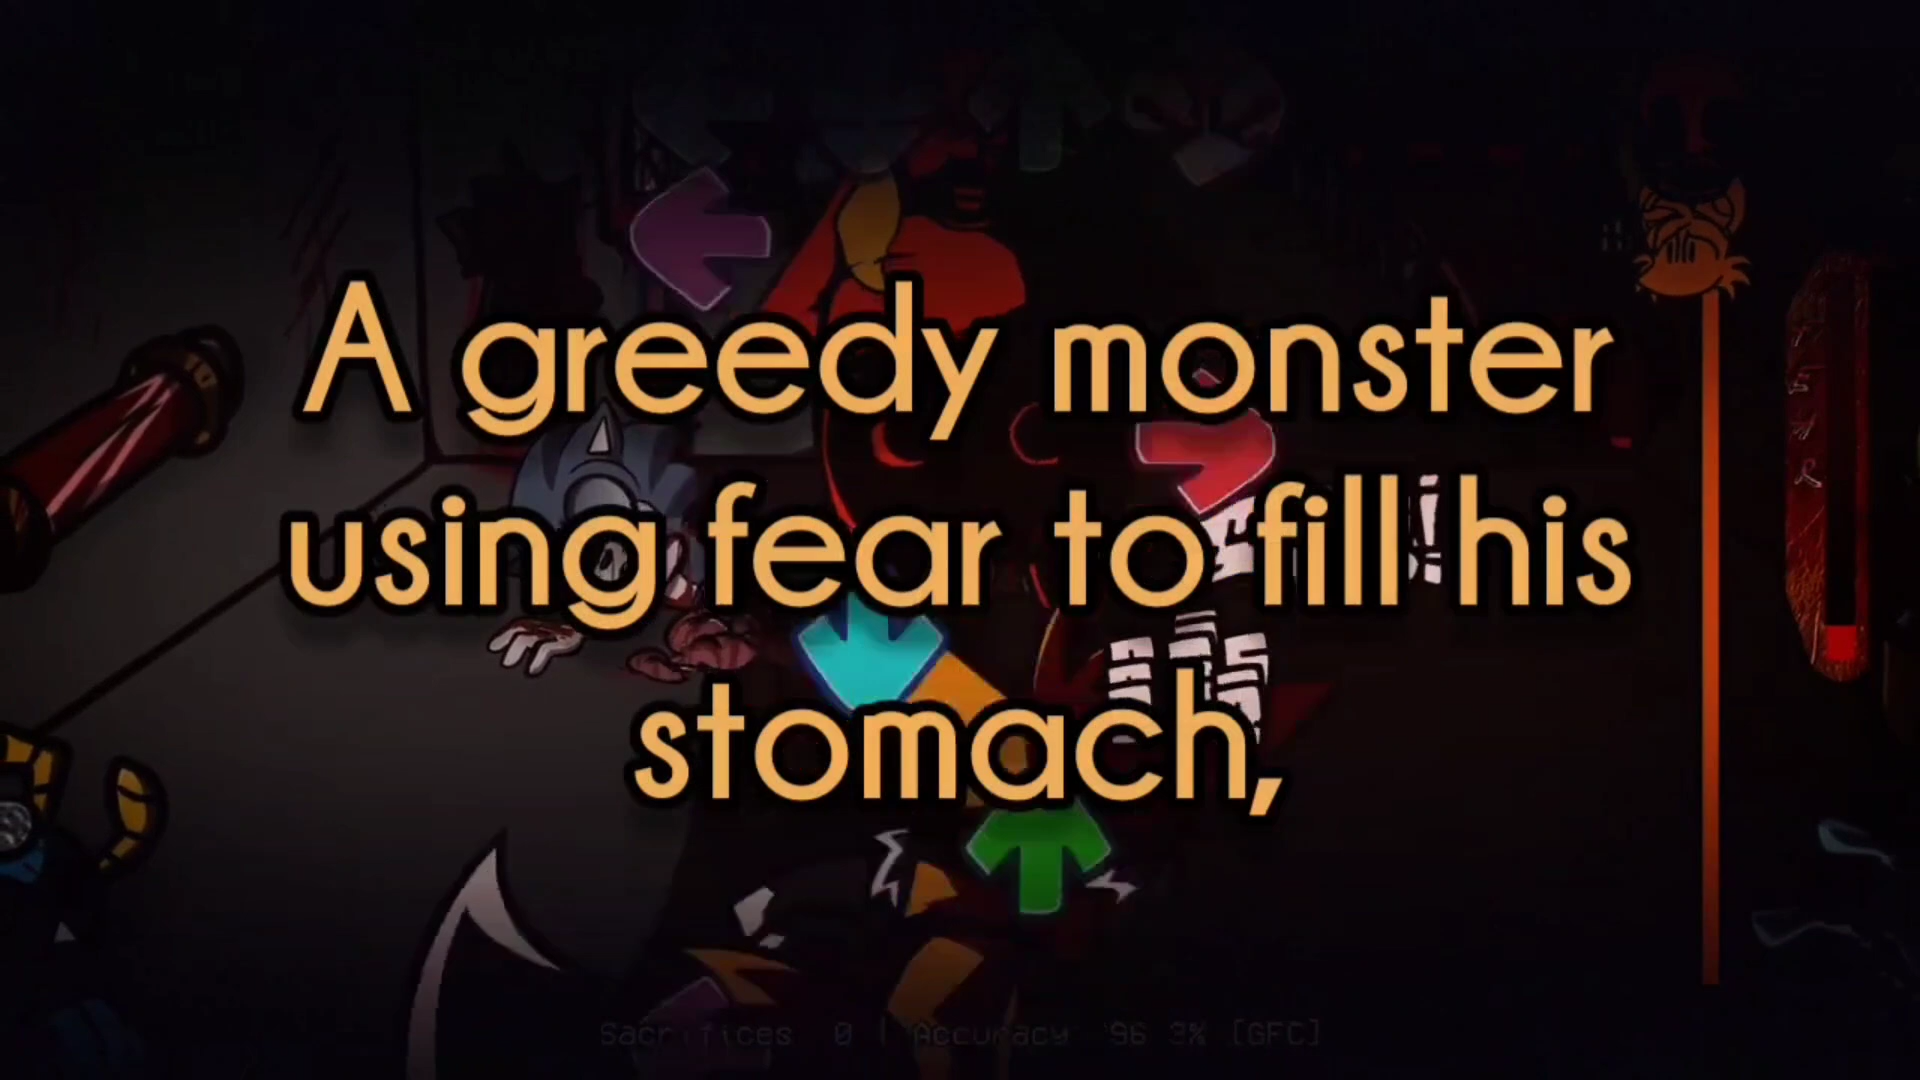 A greedy monster
using fear to fill his
stomach,
Sacrifices 0 | Accuracy 96 3% [GFC]